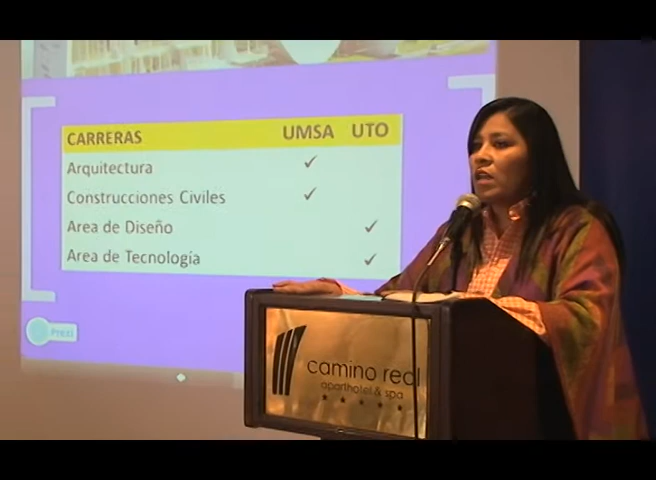 CARRERAS UMSA UTO
Arquitectura ✓
Construcciones Civiles ✓
Area de Diseño ✓
Area de Tecnología ✓
Prezi
camino real
aparthotel & spa